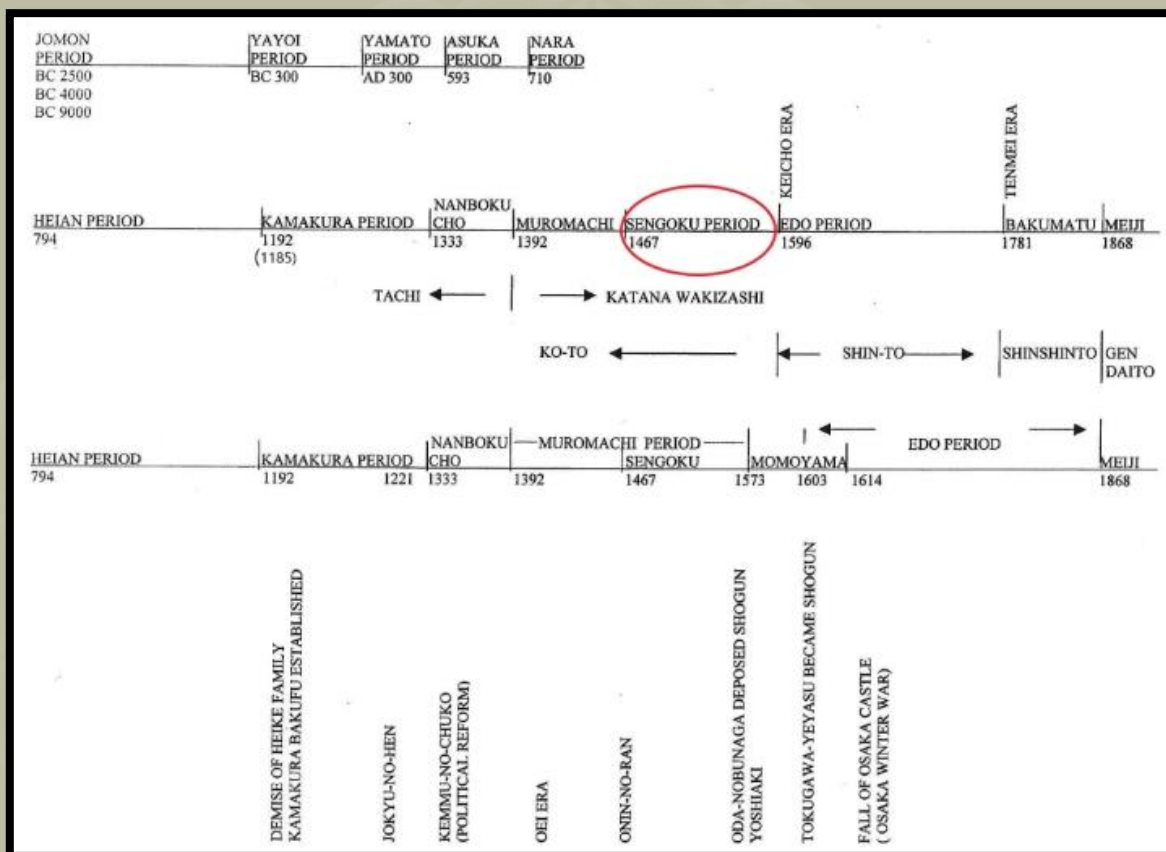 JOMON PERIOD
YAYOI PERIOD
YAMATO PERIOD
ASUKA PERIOD
NARA PERIOD
BC 2500
BC 300
AD 300
593
710
BC 4000
BC 9000
KEICHO ERA
TENMEI ERA
HEIAN PERIOD
KAMAKURA PERIOD
NANBOKU
CHO
MUROMACHI
SENGOKU PERIOD
EDO PERIOD
BAKUMATU
MEIJI
794
1192
(1185)
1333
1392
1467
1596
1781
1868
TACHI
KATANA WAKIZASHI
KO-TO
SHIN-TO
SHINSHINTO
GEN
DAITO
HEIAN PERIOD
KAMAKURA PERIOD
NANBOKU
CHO
MUROMACHI PERIOD
SENGOKU
MOMOYAMA
EDO PERIOD
MEIJI
794
1192
1221
1333
1392
1467
1573
1603
1614
1868
DEMISE OF HEIKE FAMILY
KAMAKURA BAKUFU ESTABLISHED
JOKYU-NO-HEN
KEMMU-NO-CHUKO
(POLITICAL REFORM)
OEI ERA
ONIN-NO-RAN
ODA-NOBUNAGA DEPOSED SHOGUN
YOSHIAKI
TOKUGAWA-YEYASU BECAME SHOGUN
FALL OF OSAKA CASTLE
( OSAKA WINTER WAR)